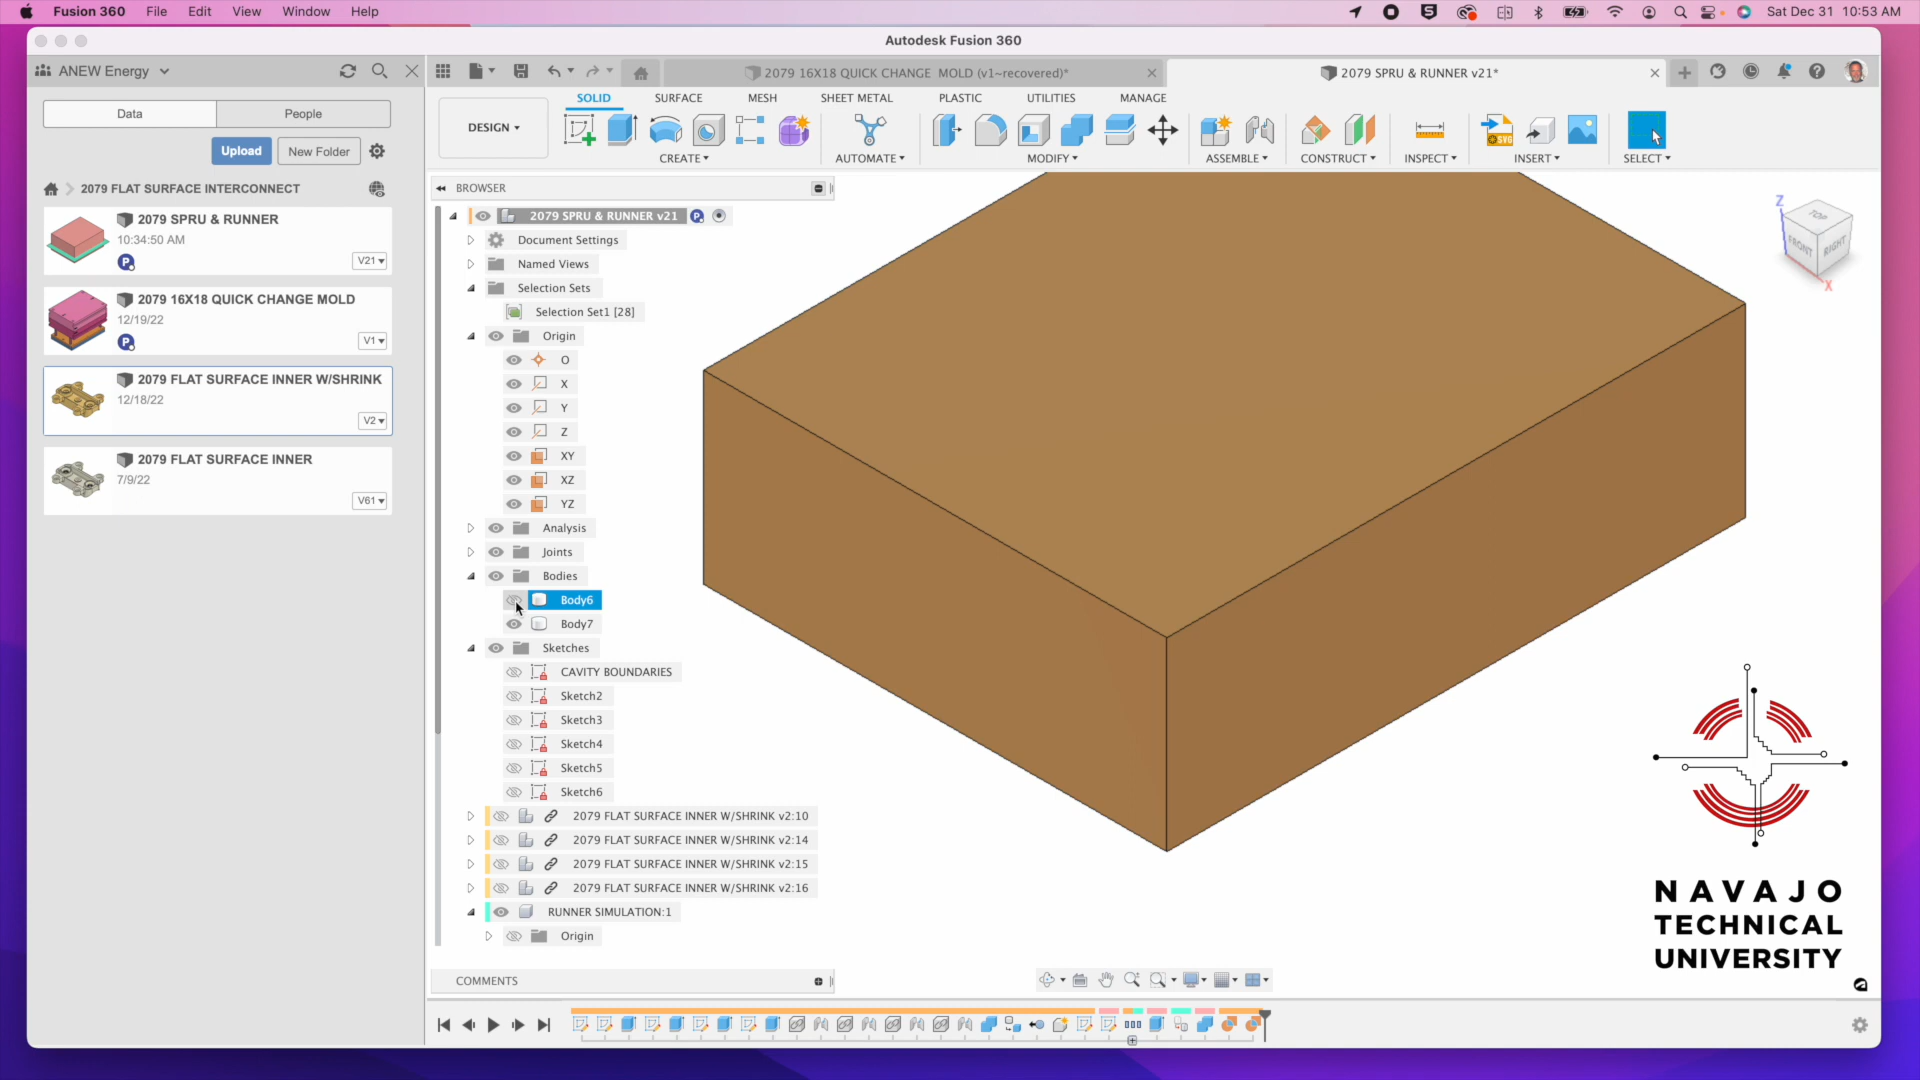 Fusion 360 File Edit View Window Help
Sat Dec 31 10:53 AM
Autodesk Fusion 360
ANEW Energy
2079 16X18 QUICK CHANGE MOLD (v1~recovered)*
2079 SPRU & RUNNER v21*
Data People
Upload New Folder
2079 FLAT SURFACE INTERCONNECT
2079 SPRU & RUNNER
10:34:50 AM
P
V21
2079 16X18 QUICK CHANGE MOLD
12/19/22
P
V1
2079 FLAT SURFACE INNER W/SHRINK
12/18/22
V2
2079 FLAT SURFACE INNER
7/9/22
V61
SOLID SURFACE MESH SHEET METAL PLASTIC UTILITIES MANAGE
DESIGN
SVG
CREATE AUTOMATE MODIFY ASSEMBLE CONSTRUCT INSPECT INSERT SELECT
BROWSER
2079 SPRU & RUNNER v21 P
Document Settings
Named Views
Selection Sets
Selection Set1 [28]
Origin
O
X
Y
Z
XY
XZ
YZ
Analysis
Joints
Bodies
Body6
Body7
Sketches
CAVITY BOUNDARIES
Sketch2
Sketch3
Sketch4
Sketch5
Sketch6
2079 FLAT SURFACE INNER W/SHRINK v2:10
2079 FLAT SURFACE INNER W/SHRINK v2:14
2079 FLAT SURFACE INNER W/SHRINK v2:15
2079 FLAT SURFACE INNER W/SHRINK v2:16
RUNNER SIMULATION:1
Origin
COMMENTS
Z
TOP
FRONT RIGHT
X
NAVAJO
TECHNICAL
UNIVERSITY